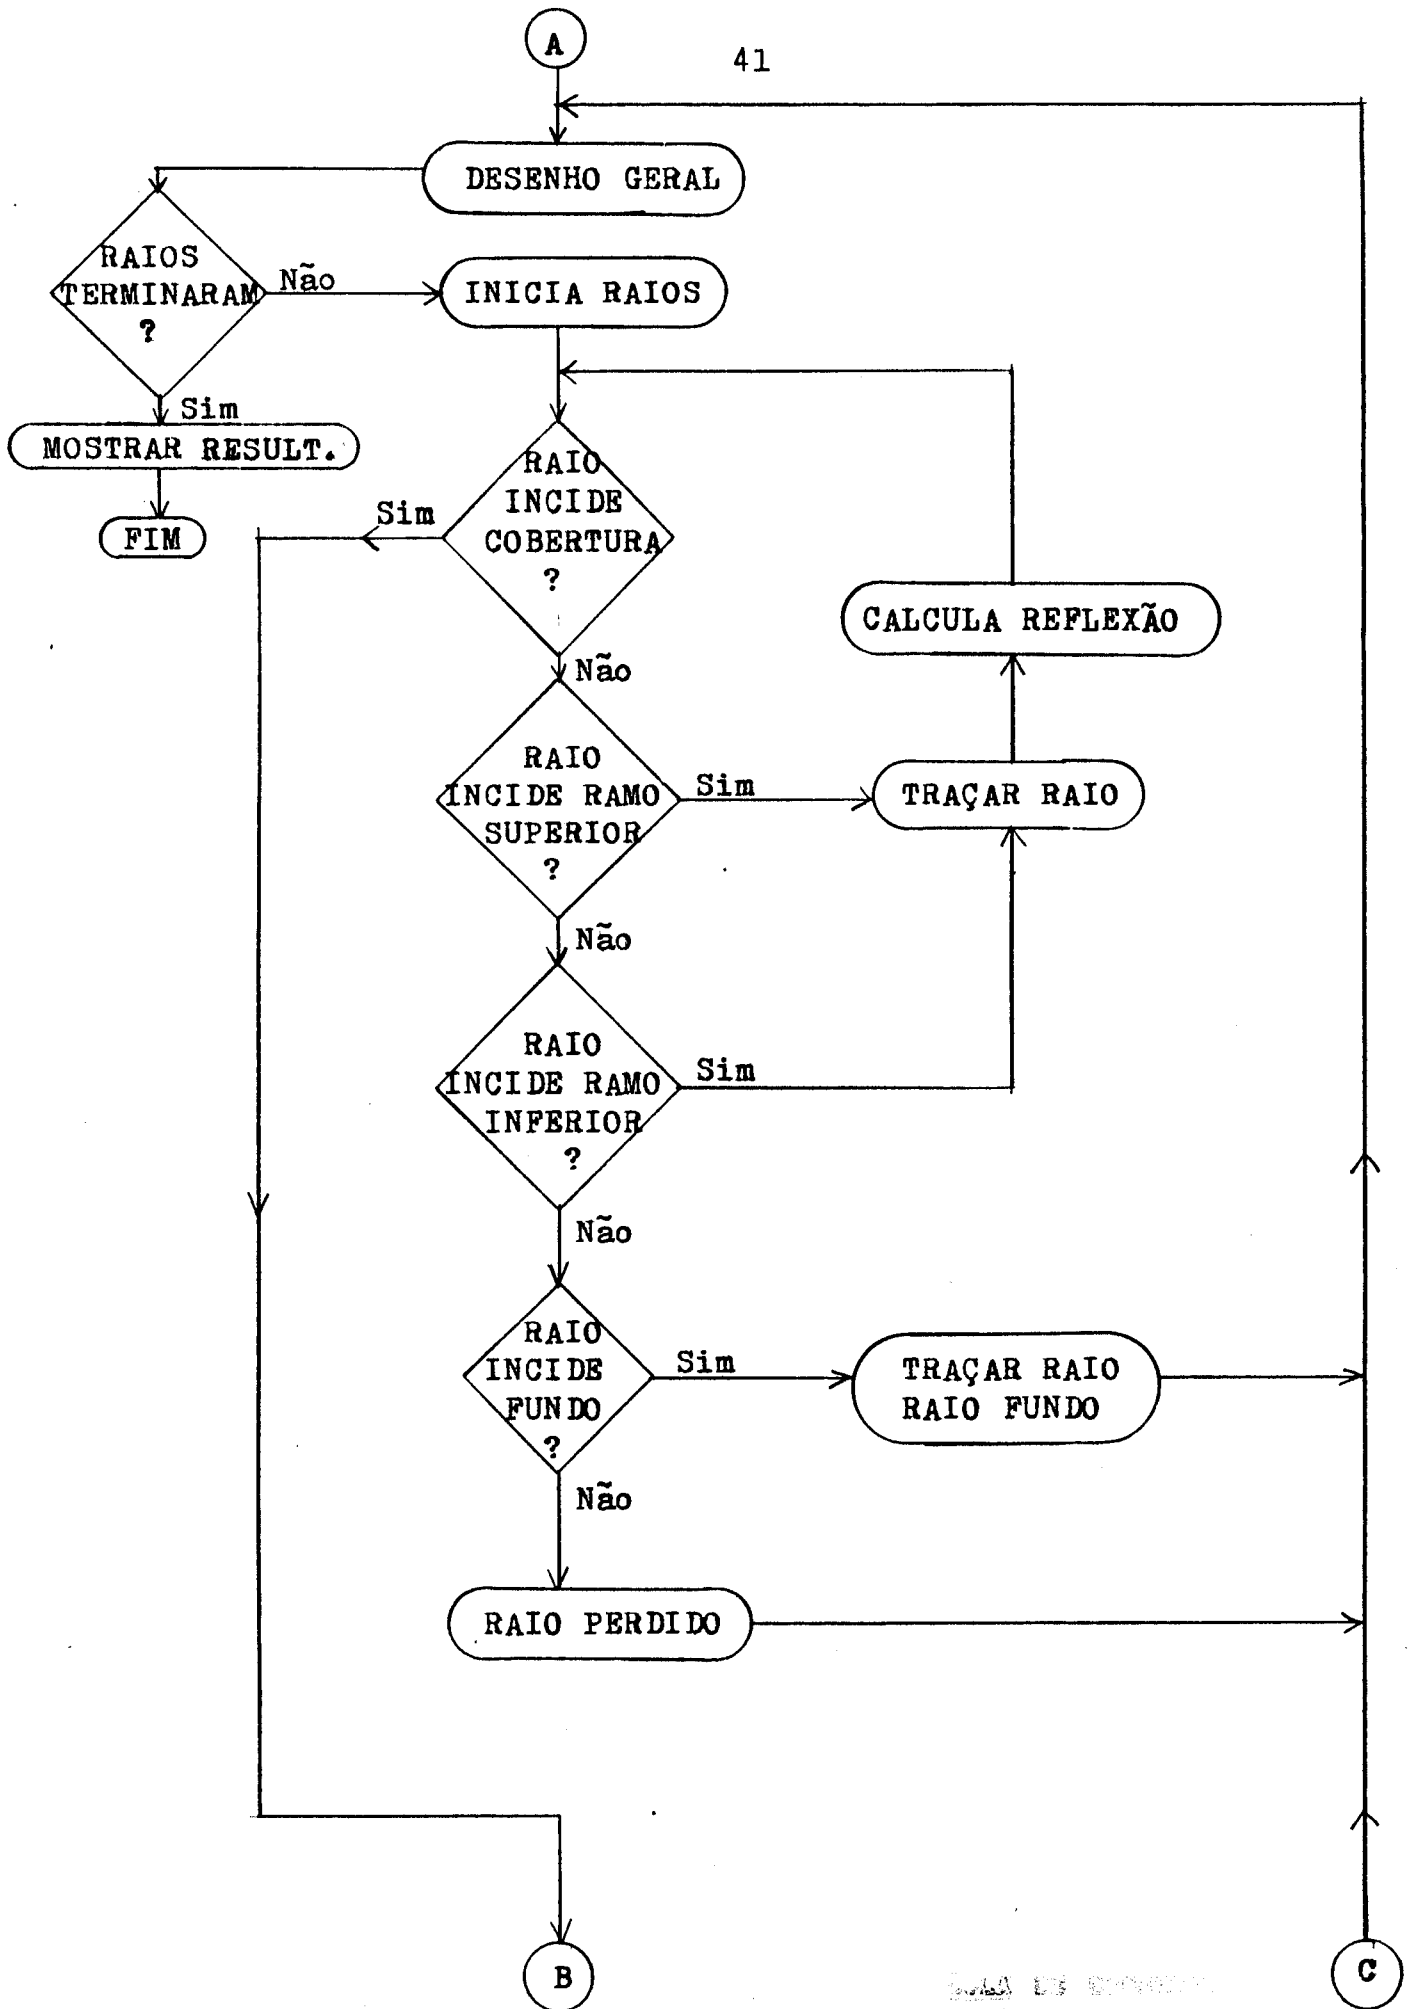 A
41
DESENHO GERAL
RAIOS
TERMINARAM
?
Não
INICIA RAIOS
Sim
MOSTRAR RESULT.
FIM
RAIO
INCIDE
COBERTURA
?
Sim
Não
CALCULA REFLEXÃO
RAIO
INCIDE RAMO
SUPERIOR
?
Sim
TRAÇAR RAIO
Não
RAIO
INCIDE RAMO
INFERIOR
?
Sim
Não
RAIO
INCIDE
FUNDO
?
Sim
TRAÇAR RAIO
RAIO FUNDO
Não
RAIO PERDIDO
B
C